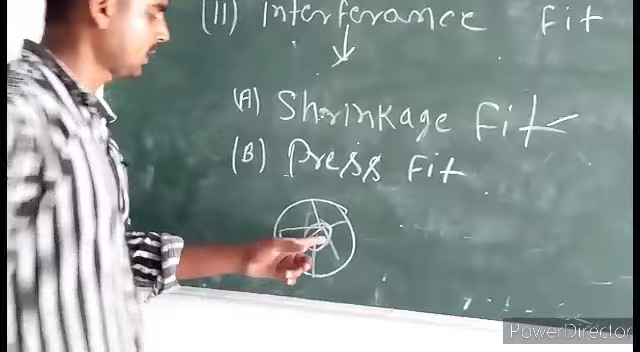 (II) Interferance Fit
(A) Shrinkage Fit
(B) Press Fit
PowerDirector